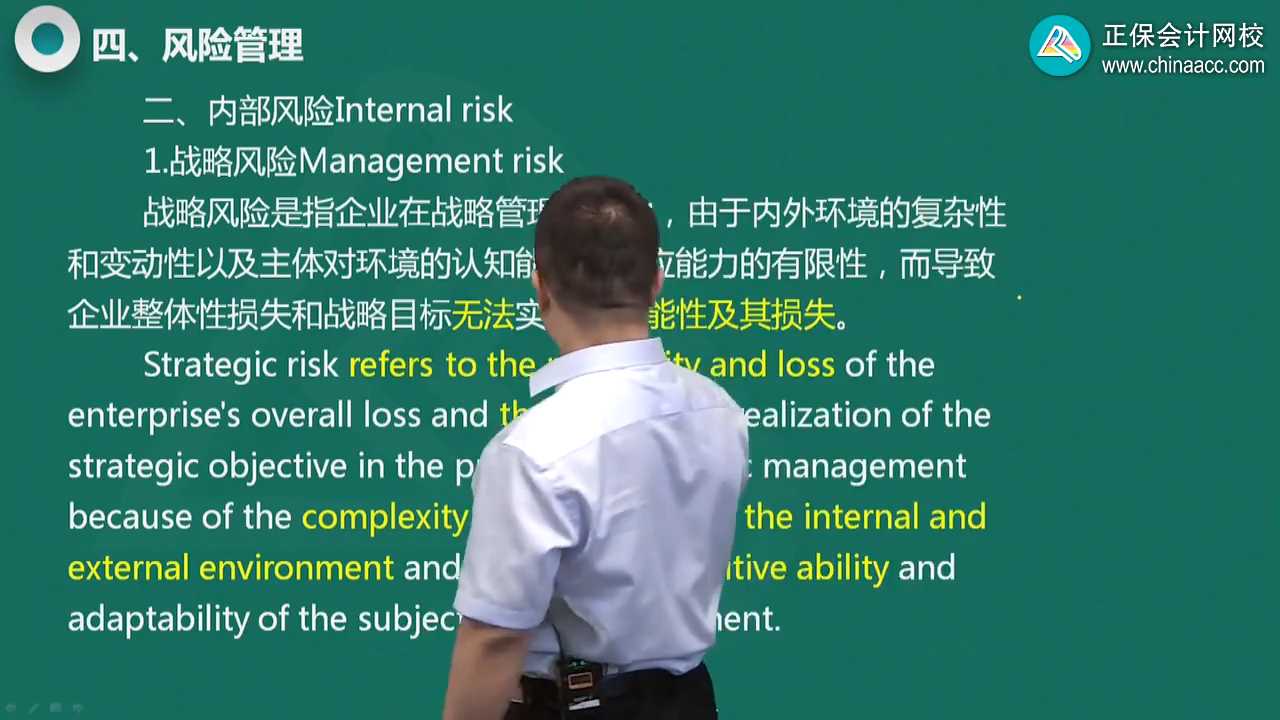 四、风险管理
正保会计网校
www.chinaacc.com
二、内部风险Internal risk
1.战略风险Management risk
战略风险是指企业在战略管 ，由于内外环境的复杂性
和变动性以及主体对环境的认知能 应能力的有限性，而导致
企业整体性损失和战略目标无法实 能性及其损失。
Strategic risk refers to the and loss of the
enterprise's overall loss and of the
strategic objective in the management
because of the complexity the internal and
external environment and ability and
adaptability of the